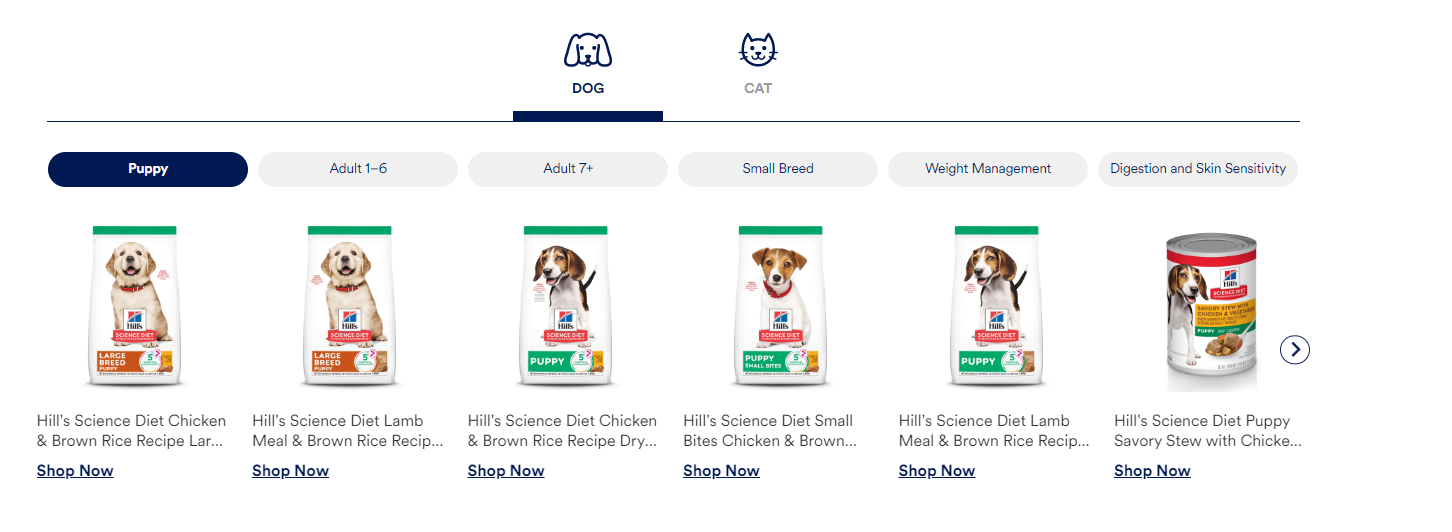 DOG
CAT
Puppy
Adult 1–6
Adult 7+
Small Breed
Weight Management
Digestion and Skin Sensitivity
Hill's
SCIENCE DIET
LARGE
BREED
PUPPY
5
Hill's
SCIENCE DIET
LARGE
BREED
PUPPY
5
Hill's
SCIENCE DIET
PUPPY
5
Hill's
SCIENCE DIET
PUPPY
SMALL BITES
5
Hill's
SCIENCE DIET
PUPPY
5
Hill's
SCIENCE DIET
SAVORY STEW WITH
CHICKEN & VEGETABLES
PUPPY
Hill's Science Diet Chicken
& Brown Rice Recipe Lar...
Shop Now
Hill's Science Diet Lamb
Meal & Brown Rice Recip...
Shop Now
Hill's Science Diet Chicken
& Brown Rice Recipe Dry...
Shop Now
Hill's Science Diet Small
Bites Chicken & Brown...
Shop Now
Hill's Science Diet Lamb
Meal & Brown Rice Recip...
Shop Now
Hill's Science Diet Puppy
Savory Stew with Chicke...
Shop Now